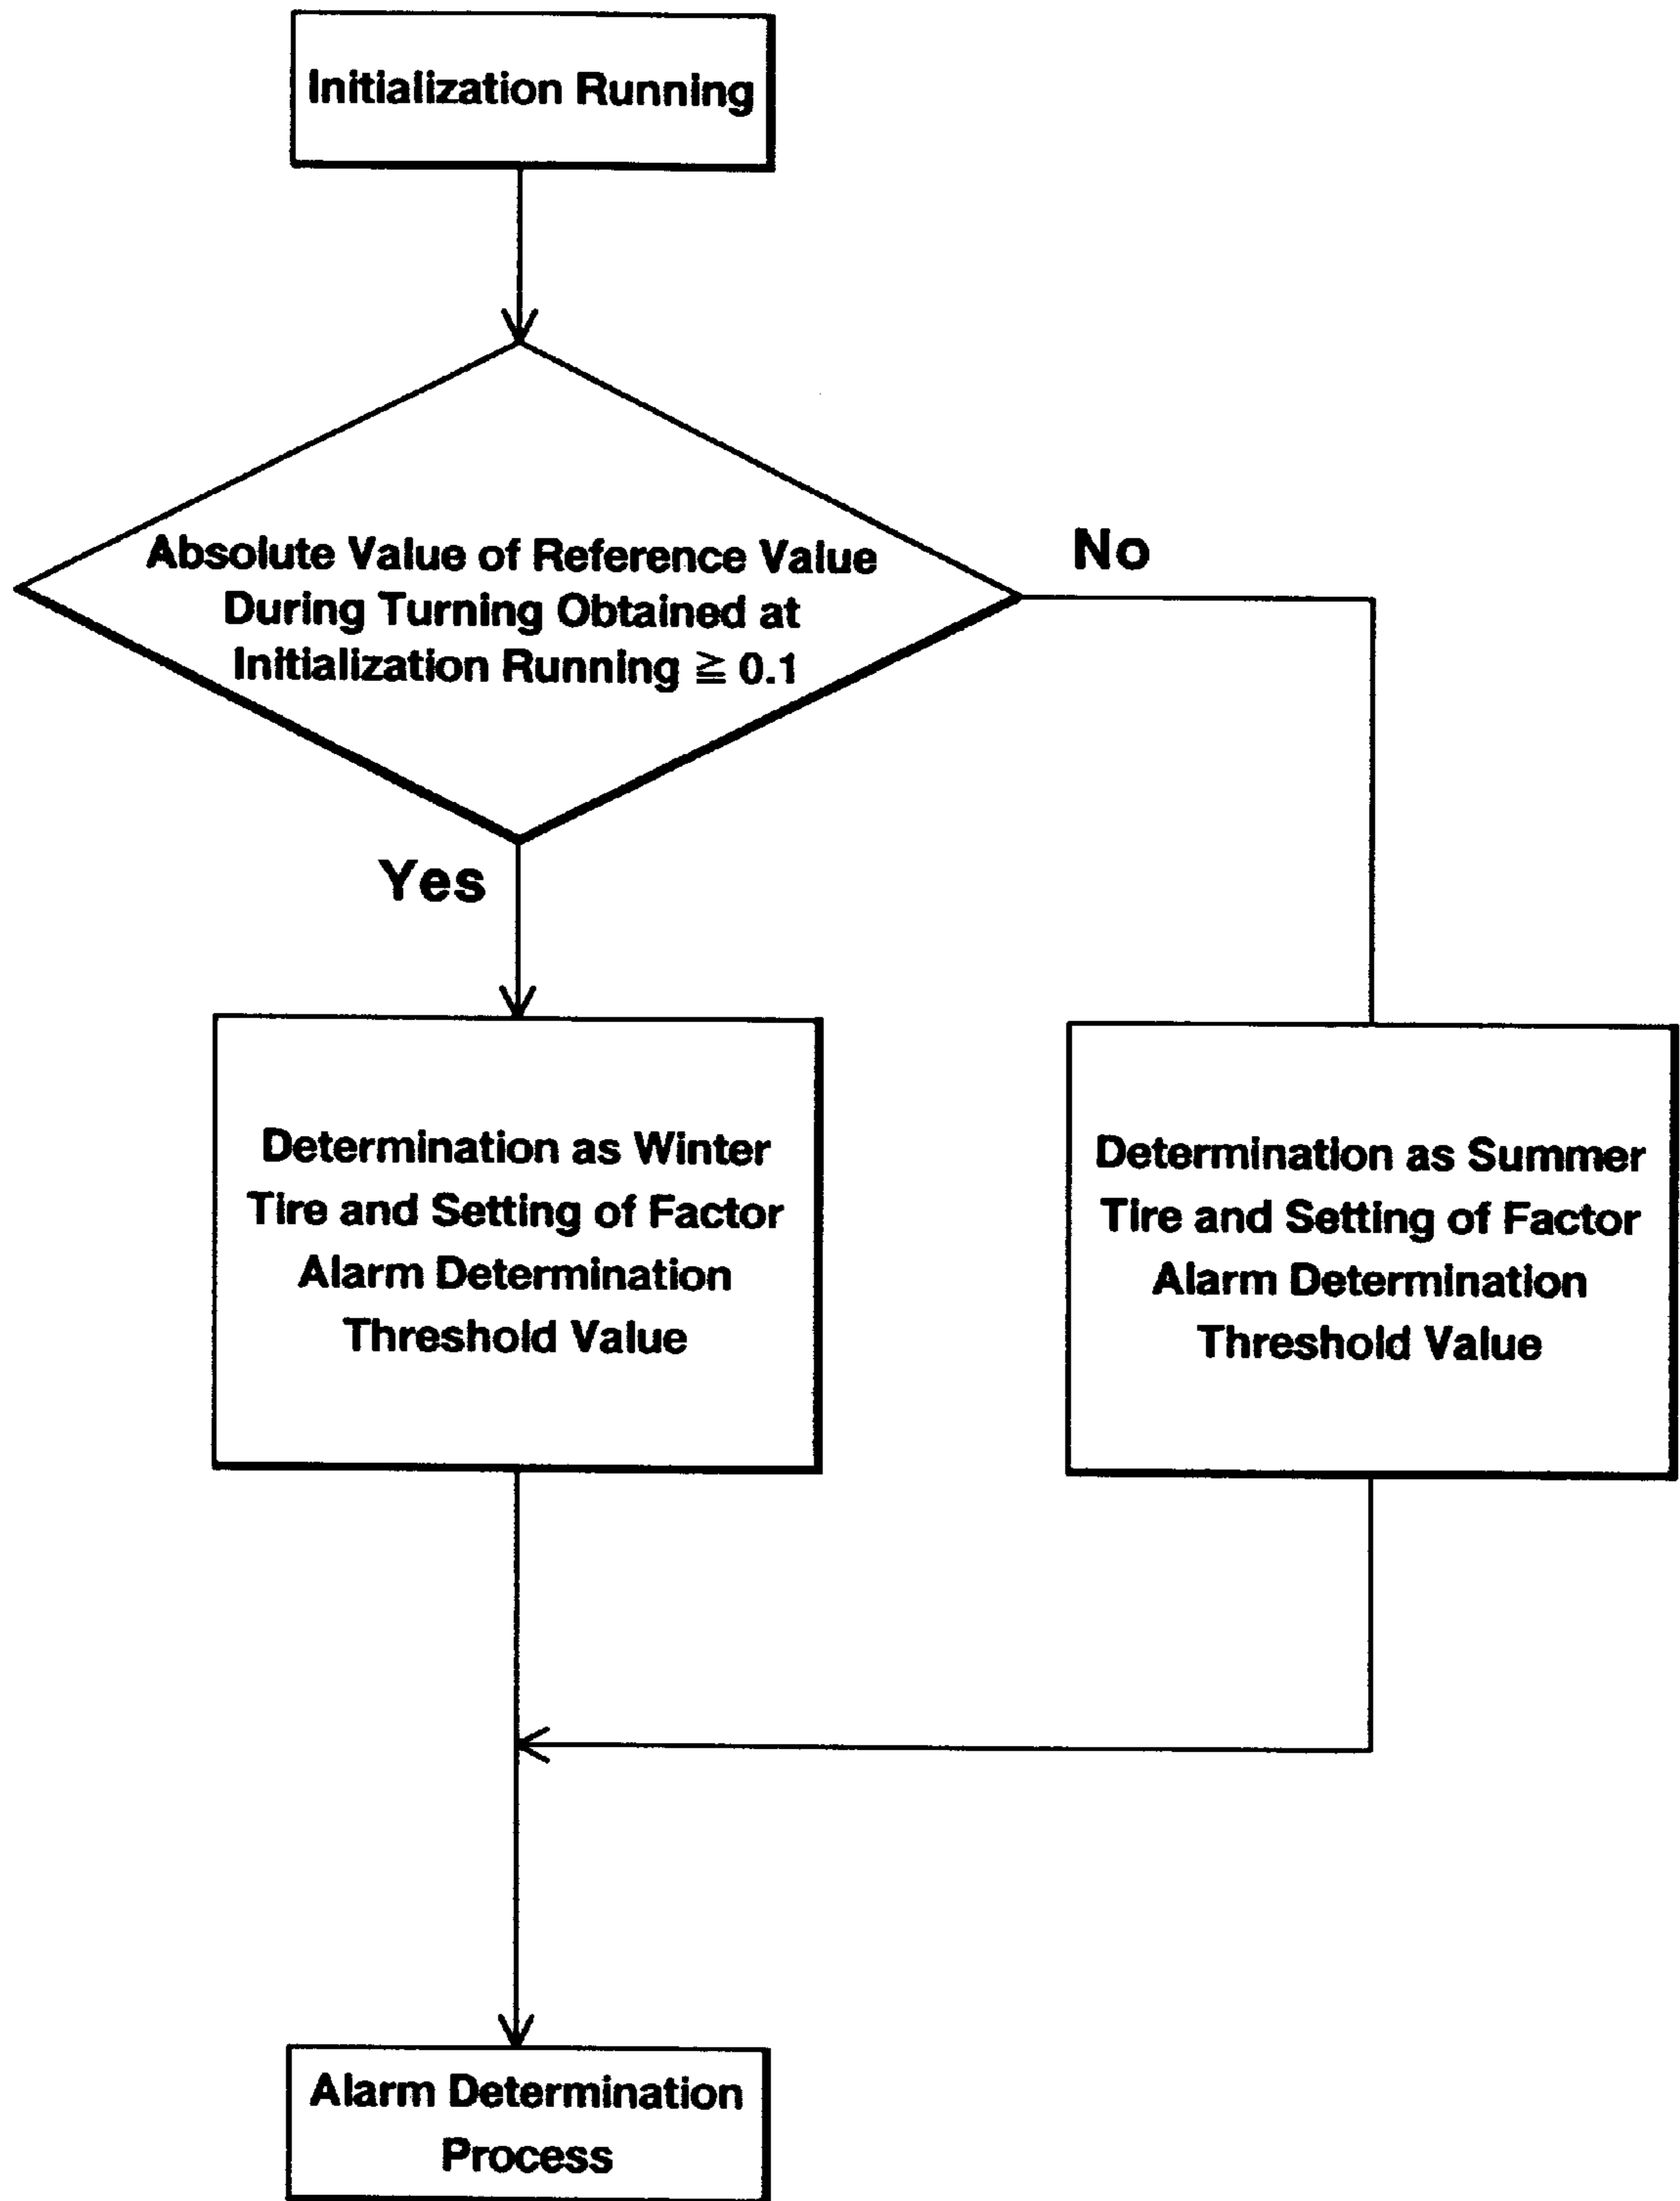 Initialization Running
Absolute Value of Reference Value
During Turning Obtained at
Initialization Running ≧ 0.1
No
Yes
Determination as Winter
Tire and Setting of Factor
Alarm Determination
Threshold Value
Determination as Summer
Tire and Setting of Factor
Alarm Determination
Threshold Value
Alarm Determination
Process